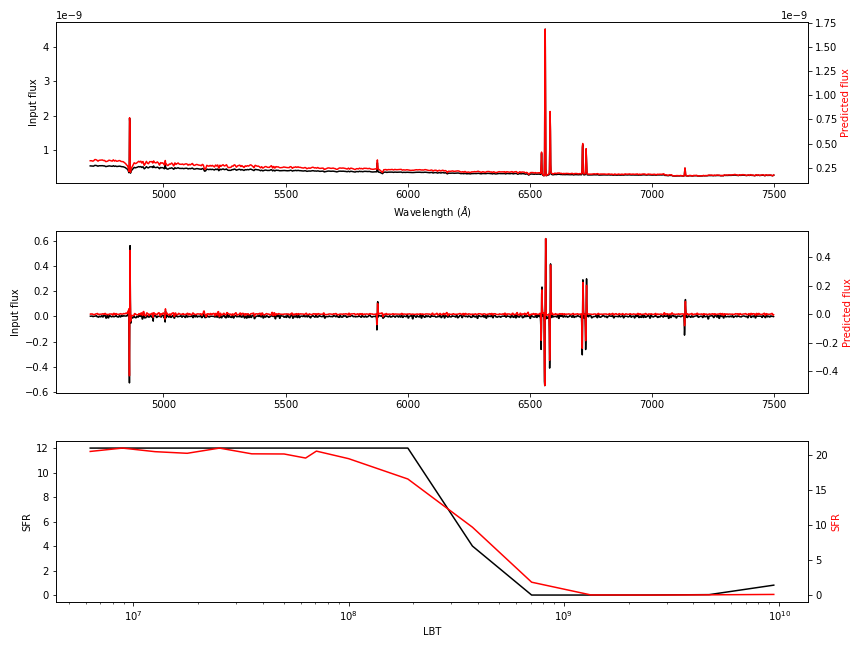 1e−9
1e−9
1.75
1.50
1.25
1.00
0.75
0.50
0.25
4
3
2
1
Input flux
Predicted flux
5000 5500 6000 6500 7000 7500
Wavelength (Å)
0.6
0.4
0.2
0.0
−0.2
−0.4
−0.6
0.4
0.2
0.0
−0.2
−0.4
Input flux
Predicted flux
5000 5500 6000 6500 7000 7500
12
10
8
6
4
2
0
20
15
10
5
0
SFR
SFR
10⁷ 10⁸ 10⁹ 10¹⁰
LBT